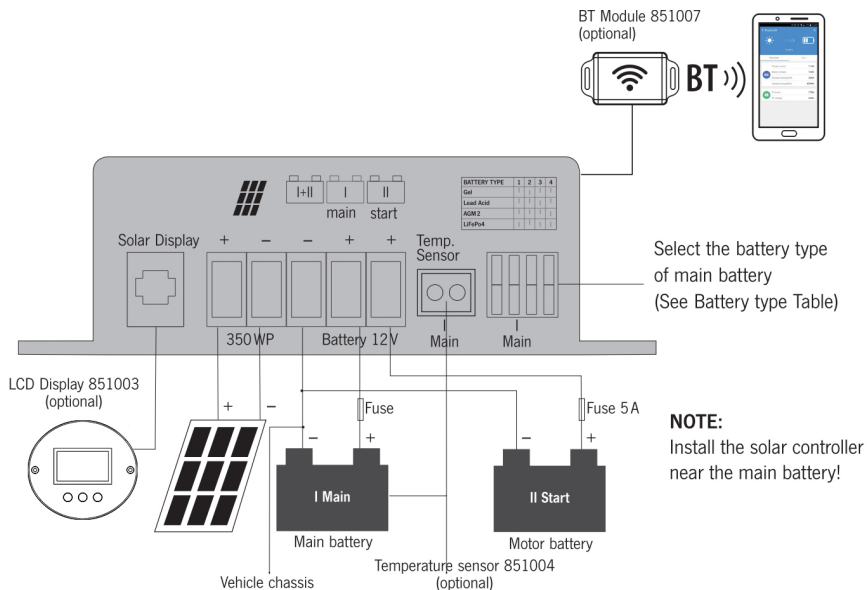 BT Module 851007
(optional)
BT
I+II
I
II
main
start
BATTERY TYPE 1 2 3 4
Gel
Lead Acid
AGM 2
LiFePo4
Solar Display
+ − − + +
Temp.
Sensor
350 WP
Battery 12 V
I
Main
I
Main
Select the battery type
of main battery
(See Battery type Table)
LCD Display 851003
(optional)
+ −
Fuse
Fuse 5 A
− +
− +
I Main
II Start
Main battery
Motor battery
NOTE:
Install the solar controller
near the main battery!
Temperature sensor 851004
(optional)
Vehicle chassis